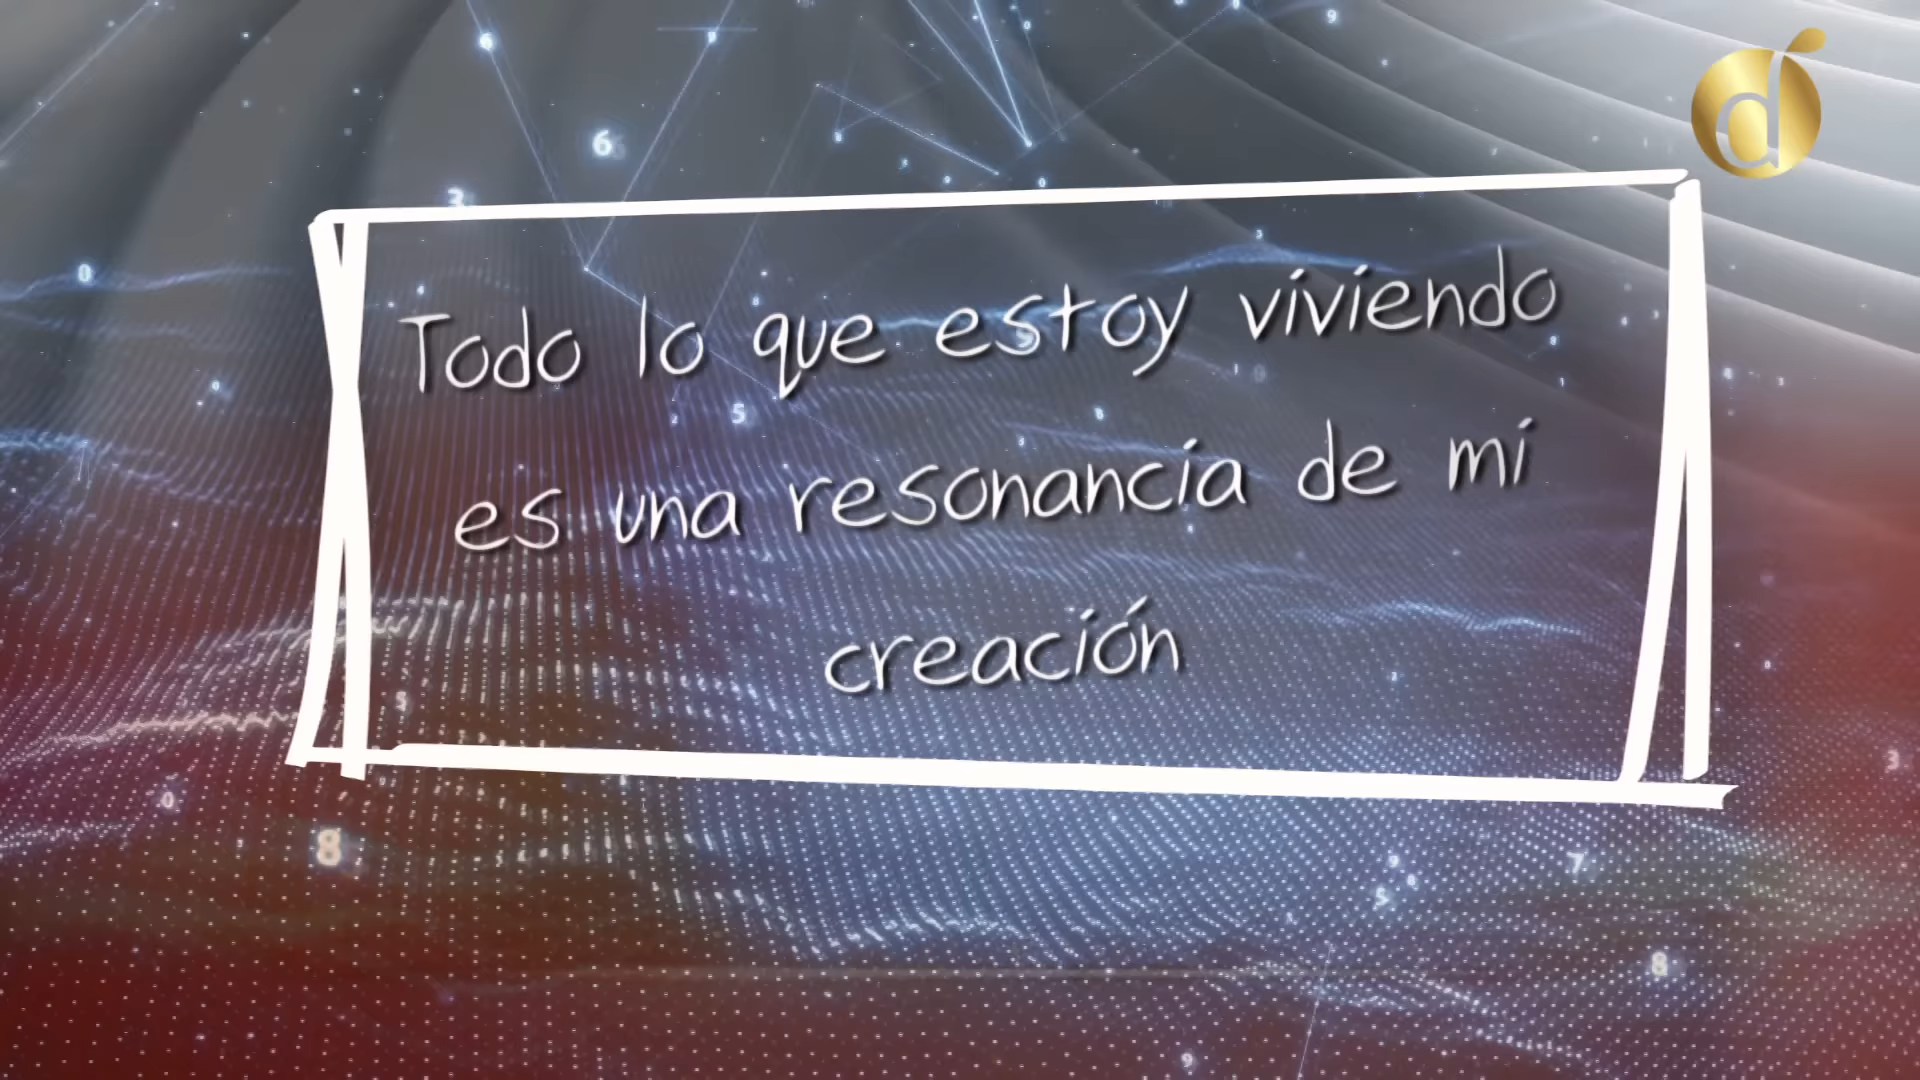 Todo lo que estoy viviendo
es una resonancia de mi
creación